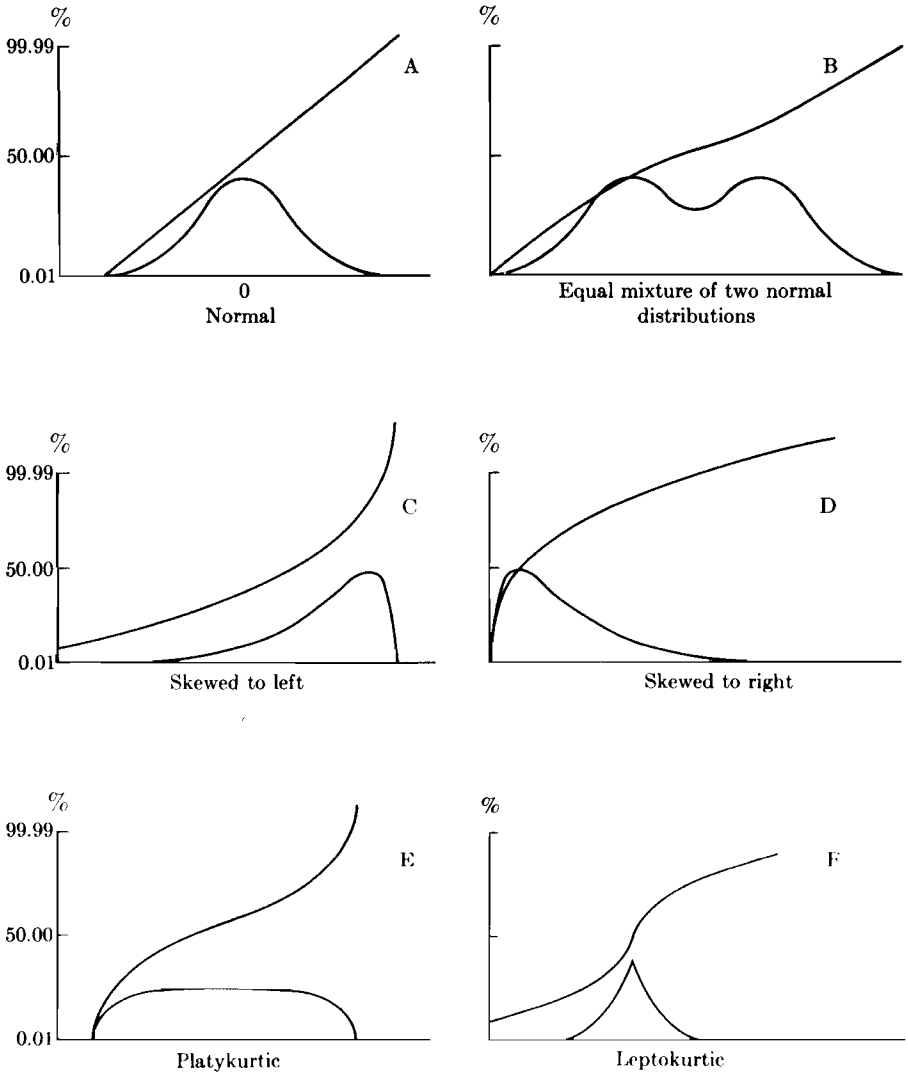 %
99.99
A
50.00
0.01
0
Normal
%
B
Equal mixture of two normal
distributions
%
99.99
C
50.00
0.01
Skewed to left
%
D
Skewed to right
%
99.99
E
50.00
0.01
Platykurtic
%
F
Leptokurtic